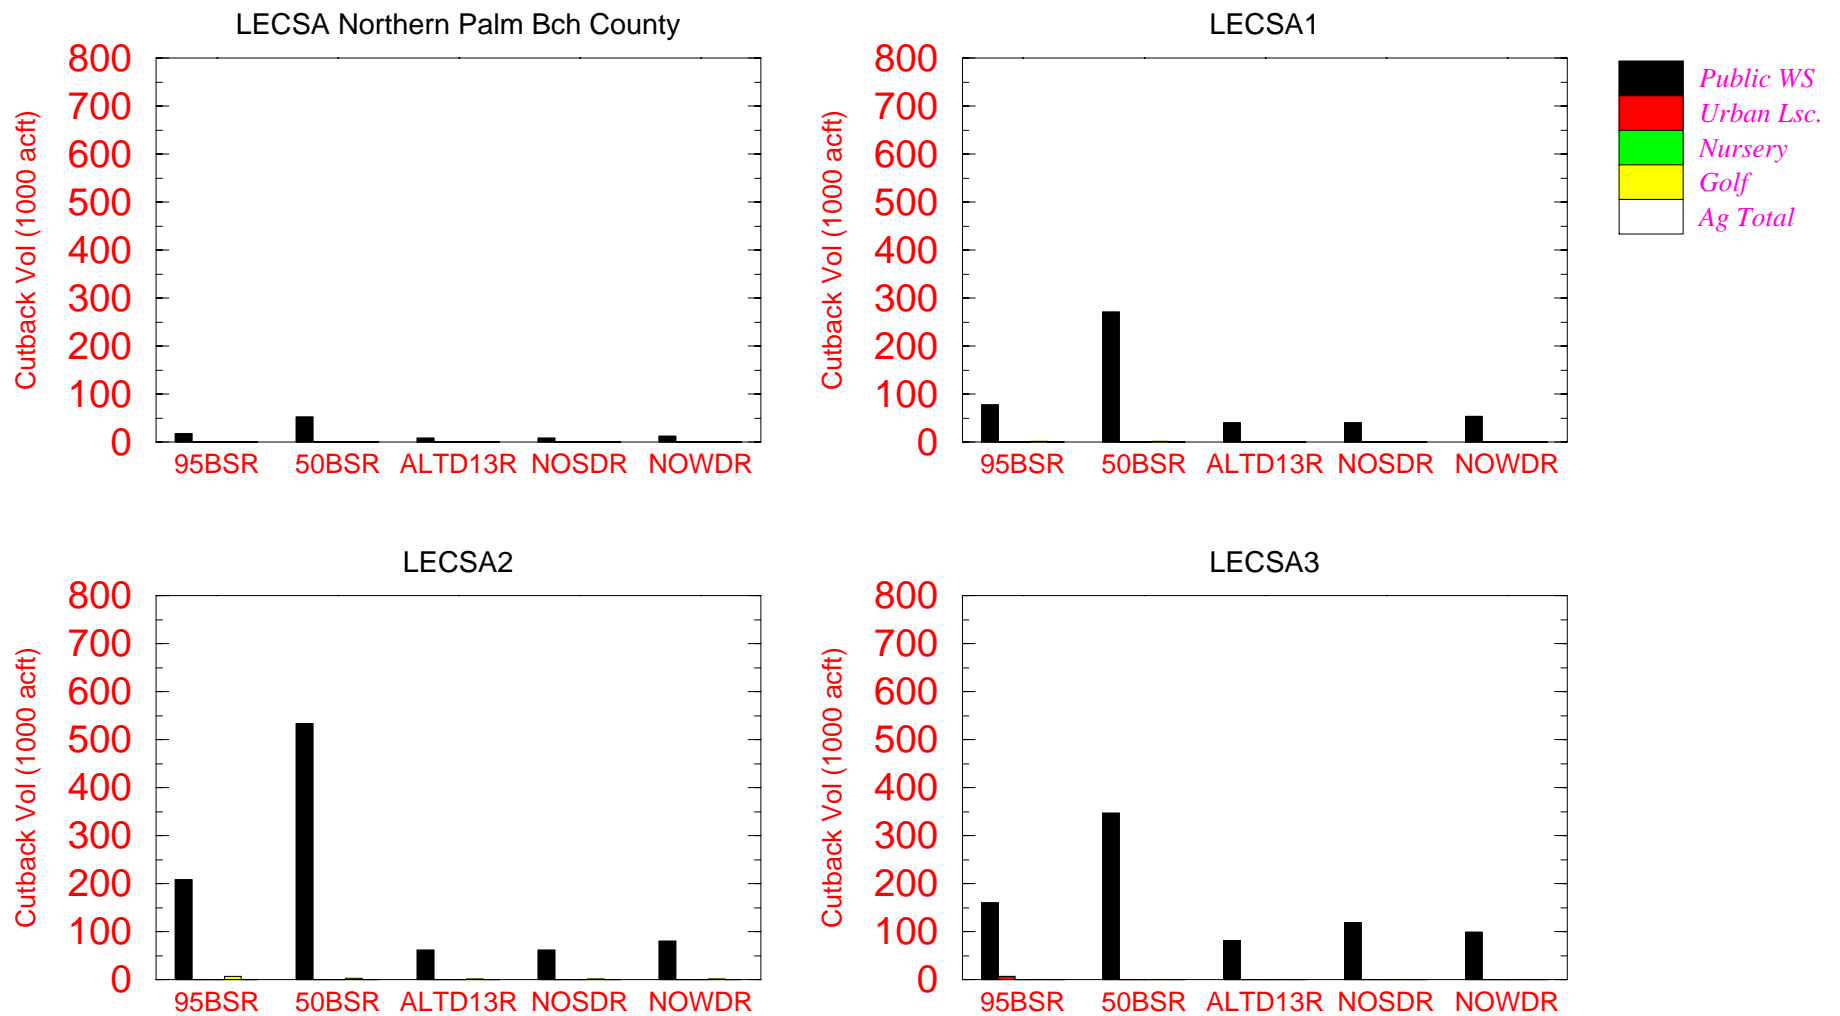 LECSA Northern Palm Bch County
Cutback Vol (1000 acft)
800
700
600
500
400
300
200
100
0
95BSR 50BSR ALTD13R NOSDR NOWDR
LECSA1
Cutback Vol (1000 acft)
800
700
600
500
400
300
200
100
0
95BSR 50BSR ALTD13R NOSDR NOWDR
Public WS
Urban Lsc.
Nursery
Golf
Ag Total
LECSA2
Cutback Vol (1000 acft)
800
700
600
500
400
300
200
100
0
95BSR 50BSR ALTD13R NOSDR NOWDR
LECSA3
Cutback Vol (1000 acft)
800
700
600
500
400
300
200
100
0
95BSR 50BSR ALTD13R NOSDR NOWDR